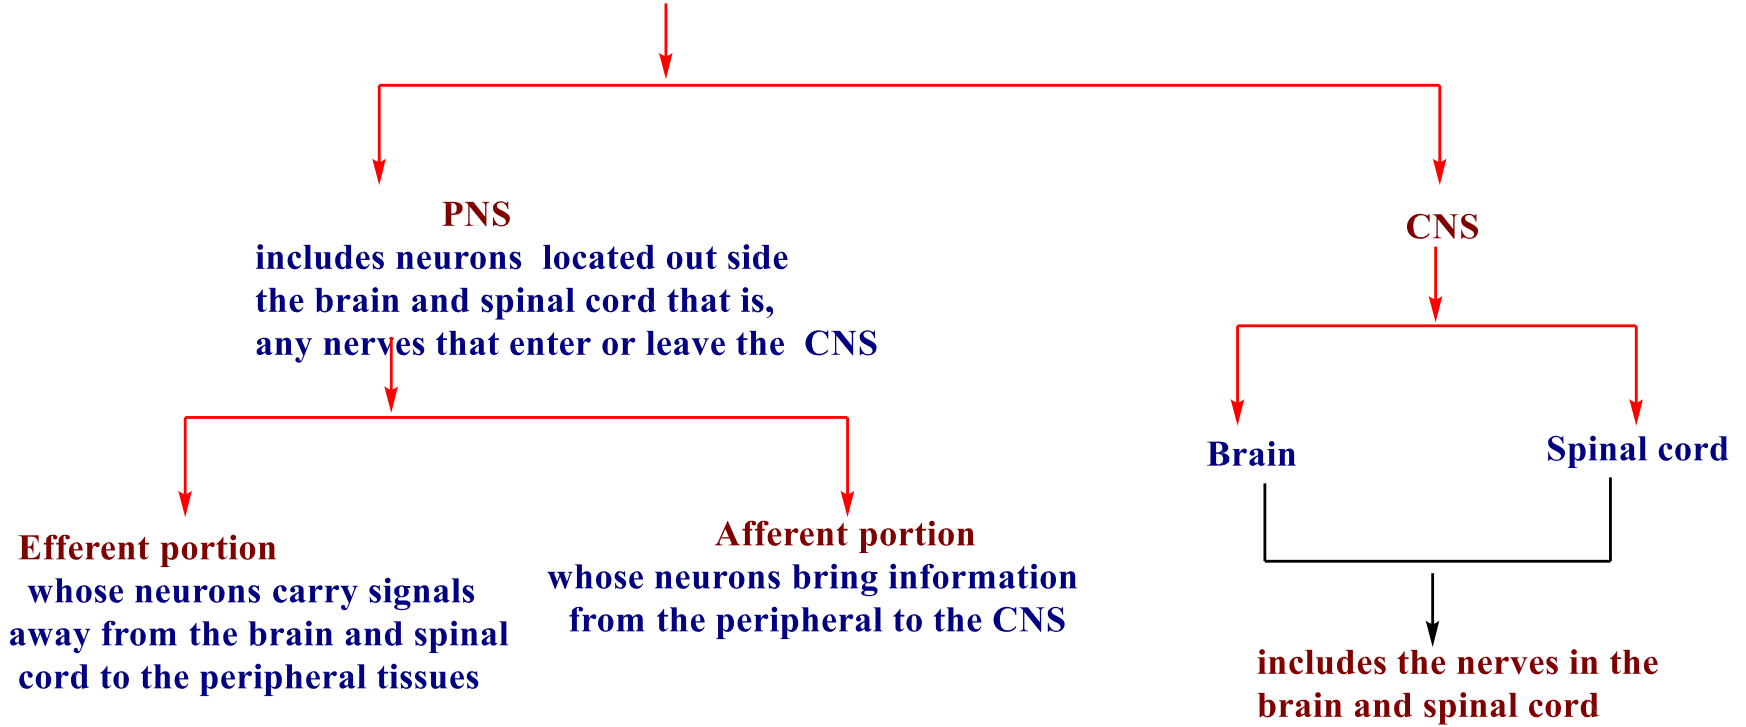 PNS
includes neurons  located out side
the brain and spinal cord that is,
any nerves that enter or leave the  CNS
CNS
Brain
Spinal cord
Efferent portion
whose neurons carry signals
away from the brain and spinal
cord to the peripheral tissues
Afferent portion
whose neurons bring information
from the peripheral to the CNS
includes the nerves in the
brain and spinal cord